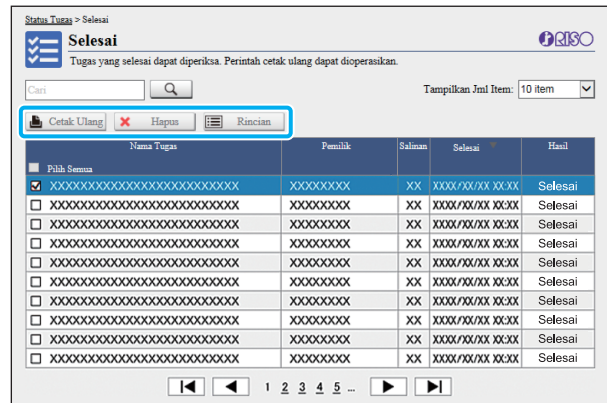 Status Tugas > Selesai
Selesai
RISO
Tugas yang selesai dapat diperiksa. Perintah cetak ulang dapat dioperasikan.
Cari
Tampilkan Jml Item: 10 item
Cetak Ulang Hapus Rincian
Nama Tugas Pemilik Salinan Selesai Hasil
Pilih Semua
XXXXXXXXXXXXXXXXXXXXXXXXX XXXXXXXX XX XXXX/XX/XX XX:XX Selesai
XXXXXXXXXXXXXXXXXXXXXXXXX XXXXXXXX XX XXXX/XX/XX XX:XX Selesai
XXXXXXXXXXXXXXXXXXXXXXXXX XXXXXXXX XX XXXX/XX/XX XX:XX Selesai
XXXXXXXXXXXXXXXXXXXXXXXXX XXXXXXXX XX XXXX/XX/XX XX:XX Selesai
XXXXXXXXXXXXXXXXXXXXXXXXX XXXXXXXX XX XXXX/XX/XX XX:XX Selesai
XXXXXXXXXXXXXXXXXXXXXXXXX XXXXXXXX XX XXXX/XX/XX XX:XX Selesai
XXXXXXXXXXXXXXXXXXXXXXXXX XXXXXXXX XX XXXX/XX/XX XX:XX Selesai
XXXXXXXXXXXXXXXXXXXXXXXXX XXXXXXXX XX XXXX/XX/XX XX:XX Selesai
XXXXXXXXXXXXXXXXXXXXXXXXX XXXXXXXX XX XXXX/XX/XX XX:XX Selesai
XXXXXXXXXXXXXXXXXXXXXXXXX XXXXXXXX XX XXXX/XX/XX XX:XX Selesai
1 2 3 4 5 ...